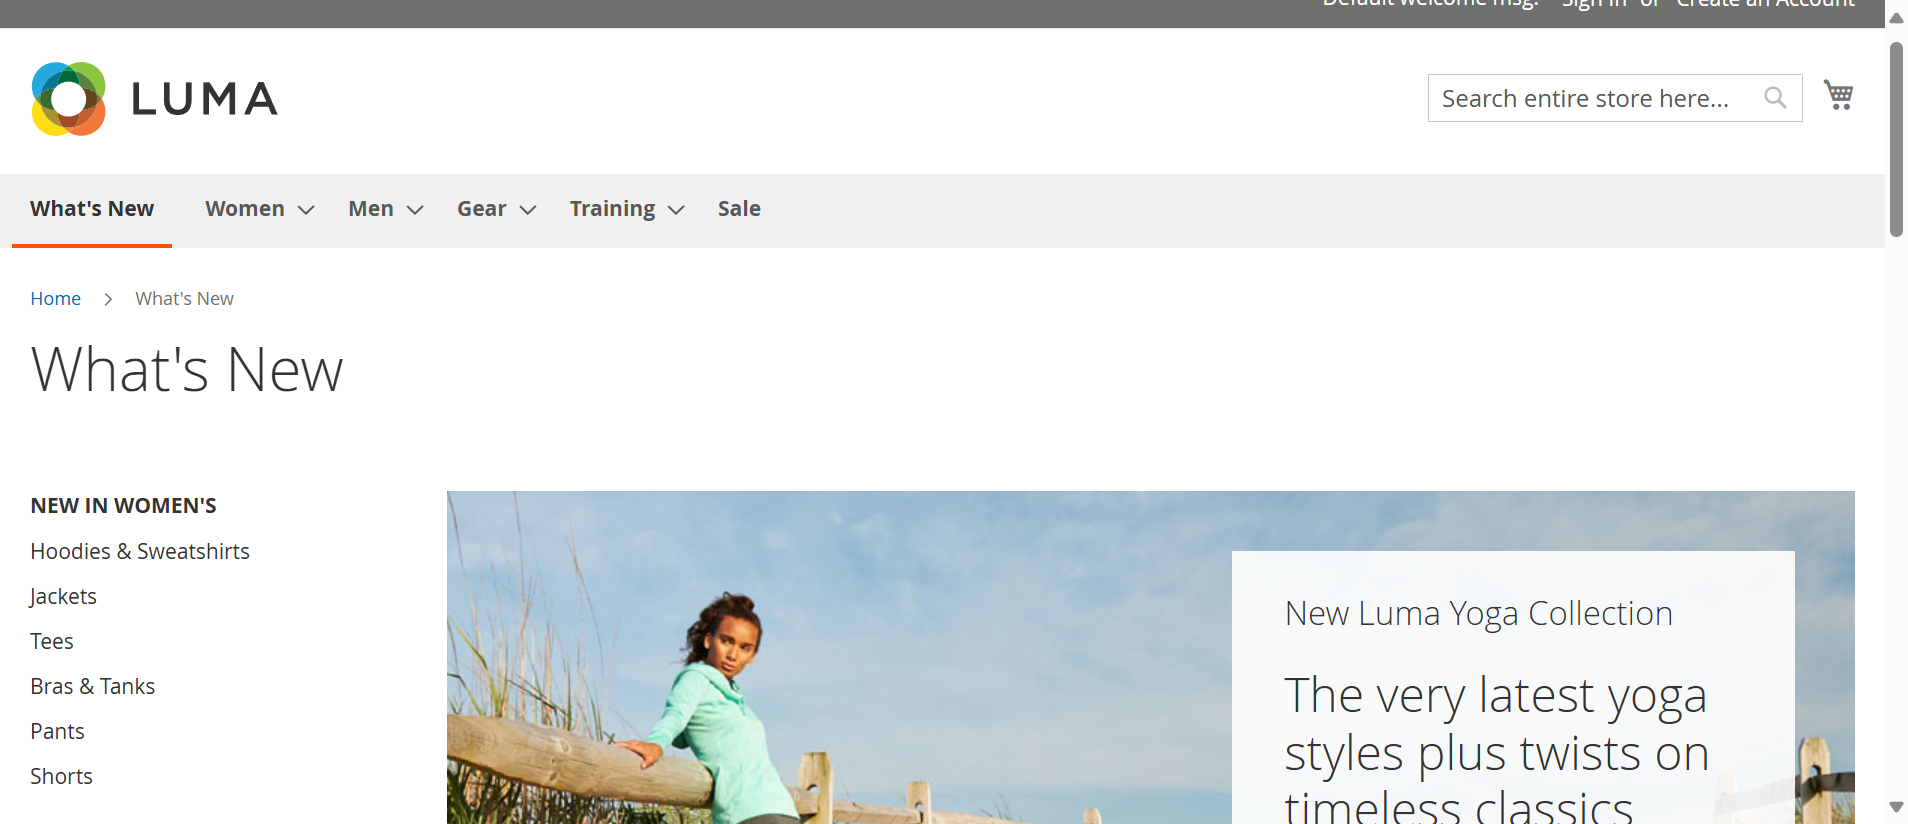 Default welcome msg! Sign In or Create an Account
LUMA
Search entire store here...
What's New Women Men Gear Training Sale
Home What's New
What's New
NEW IN WOMEN'S
Hoodies & Sweatshirts
Jackets
Tees
Bras & Tanks
Pants
Shorts
New Luma Yoga Collection
The very latest yoga
styles plus twists on
timeless classics